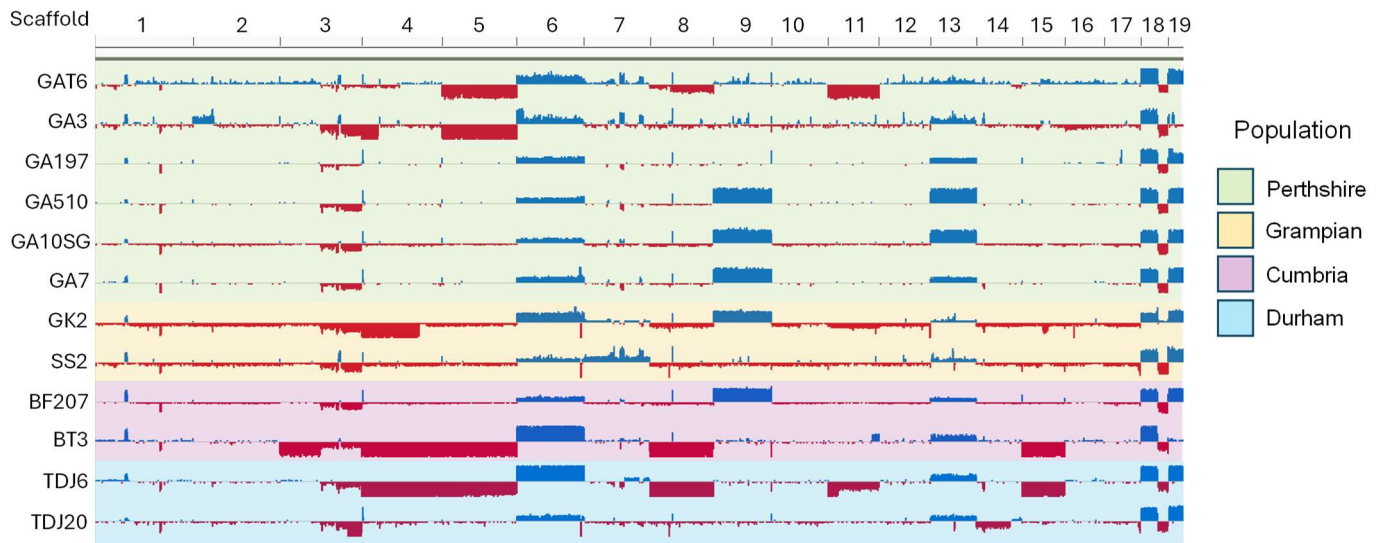 Scaffold 1 2 3 4 5 6 7 8 9 10 11 12 13 14 15 16 17 18 19
GAT6
GA3
GA197
GA510
GA10SG
GA7
GK2
SS2
BF207
BT3
TDJ6
TDJ20
Population
Perthshire
Grampian
Cumbria
Durham